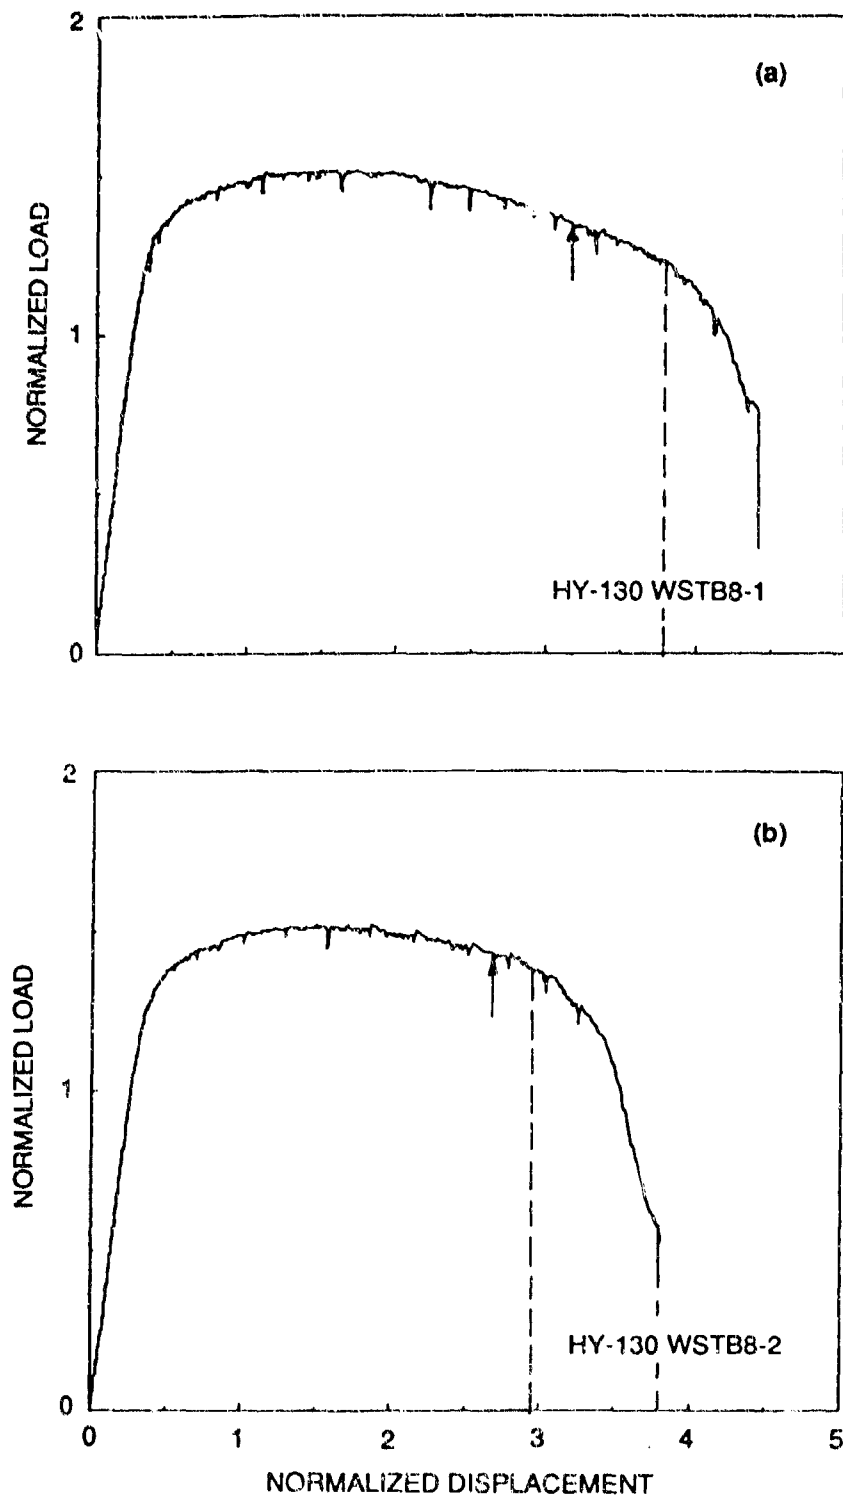 2
(a)
NORMALIZED LOAD
1
HY-130 WSTB8-1
0
2
(b)
NORMALIZED LOAD
1
HY-130 WSTB8-2
0
0 1 2 3 4 5
NORMALIZED DISPLACEMENT